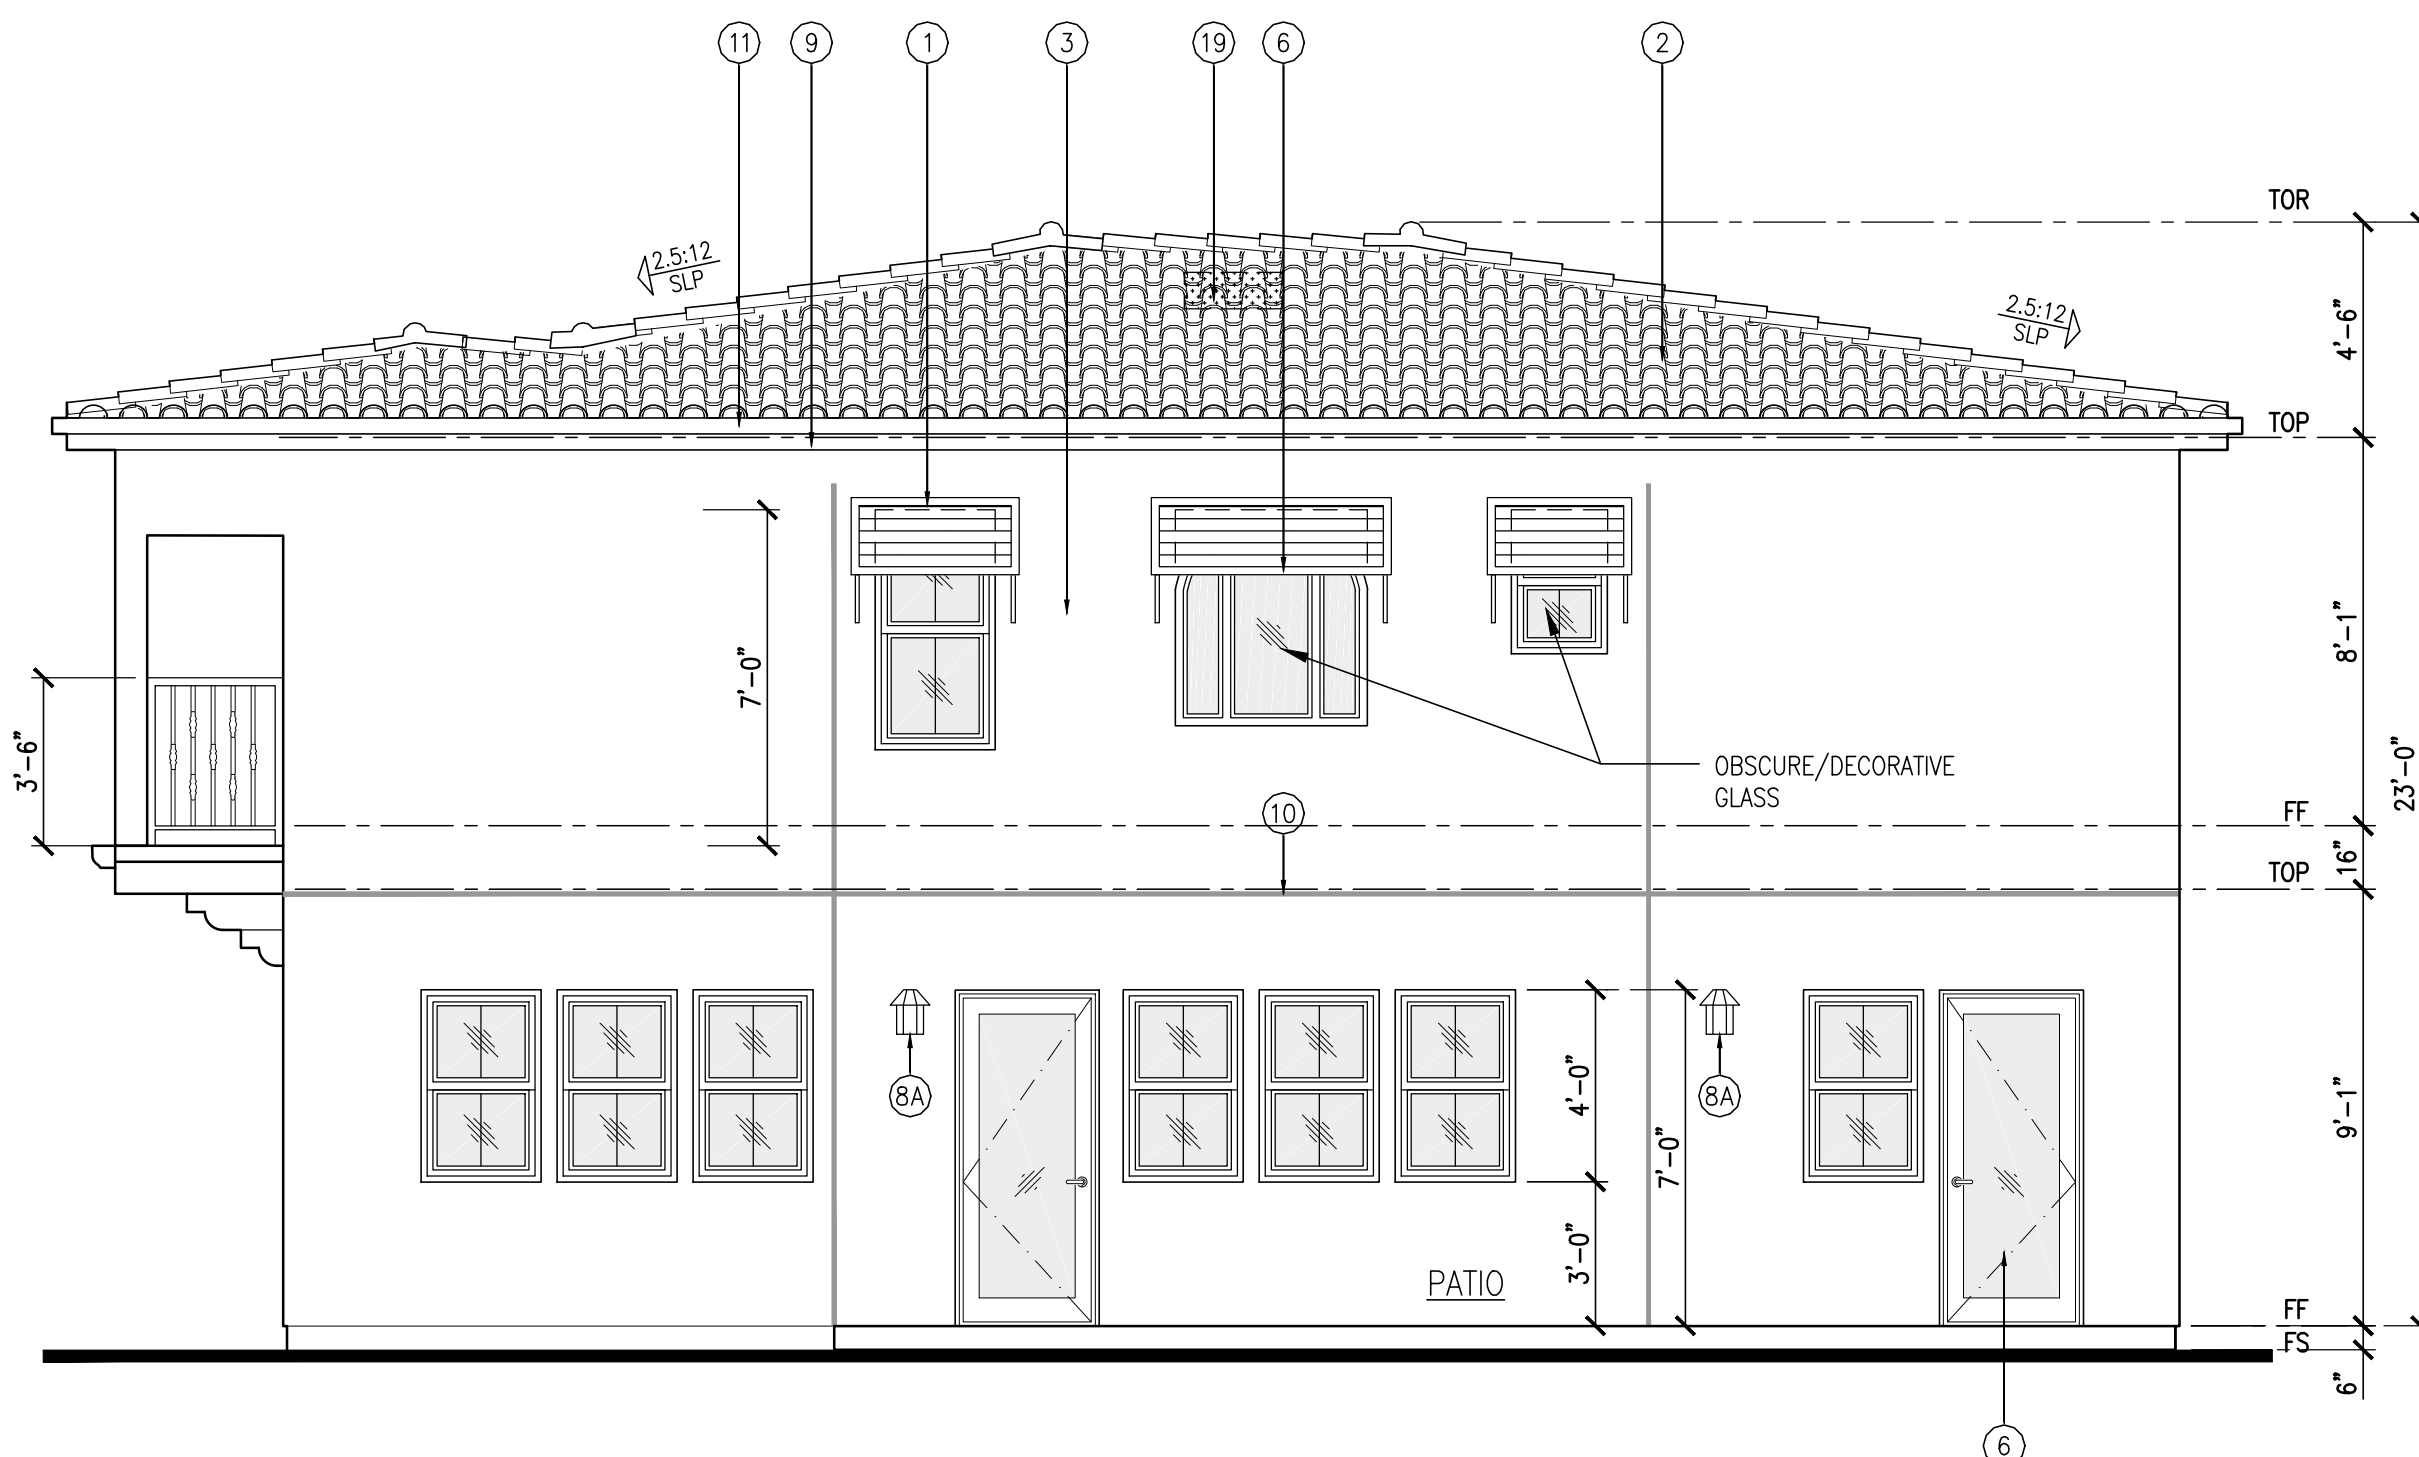 11
9
1
3
19
6
2
TOR
2.5:12
SLP
2.5:12
SLP
4'-6"
TOP
7'-0"
8'-1"
3'-6"
OBSCURE/DECORATIVE
GLASS
23'-0"
10
FF
16"
TOP
8A
8A
4'-0"
7'-0"
9'-1"
3'-0"
PATIO
FF
FS
6"
6